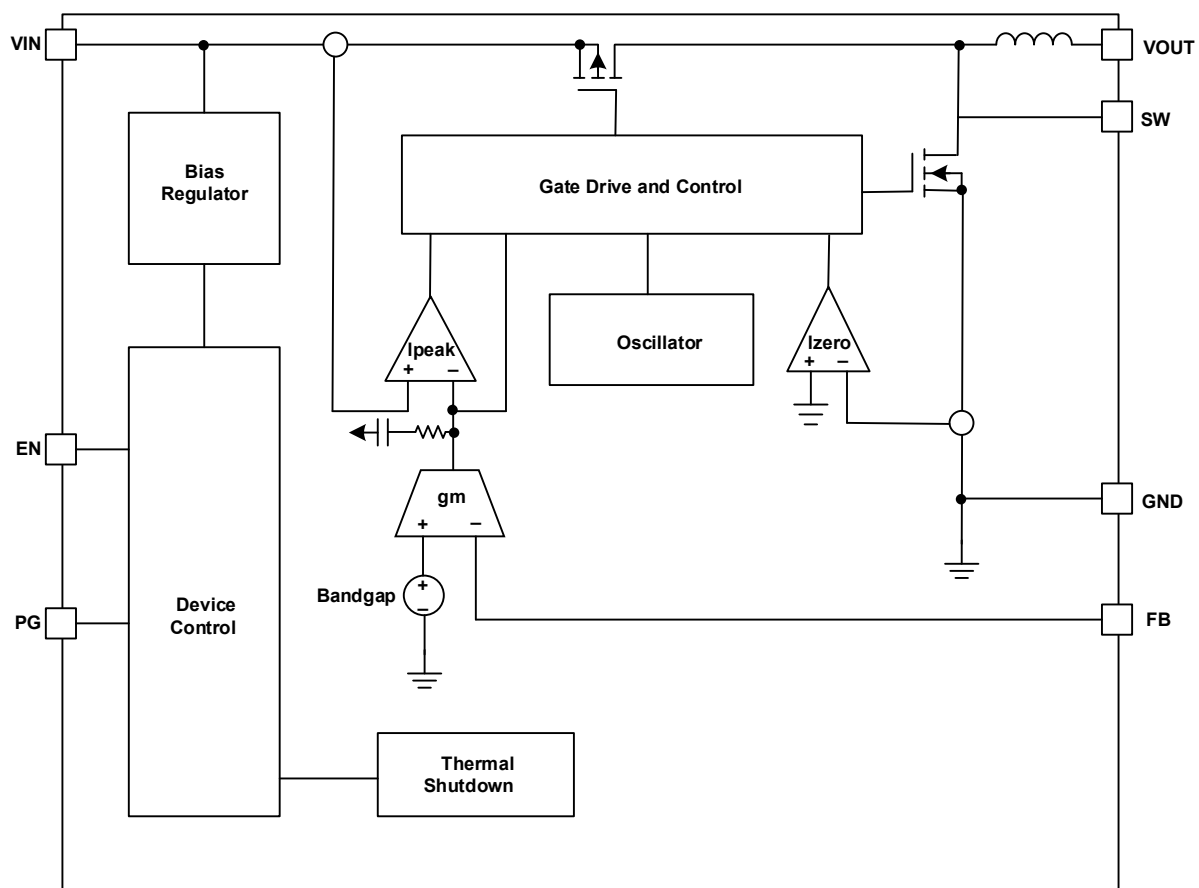 VIN
VOUT
SW
Bias
Regulator
Gate Drive and Control
Ipeak
+ −
Oscillator
Izero
+ −
EN
gm
+ −
GND
Bandgap
+
−
PG
Device
Control
FB
Thermal
Shutdown